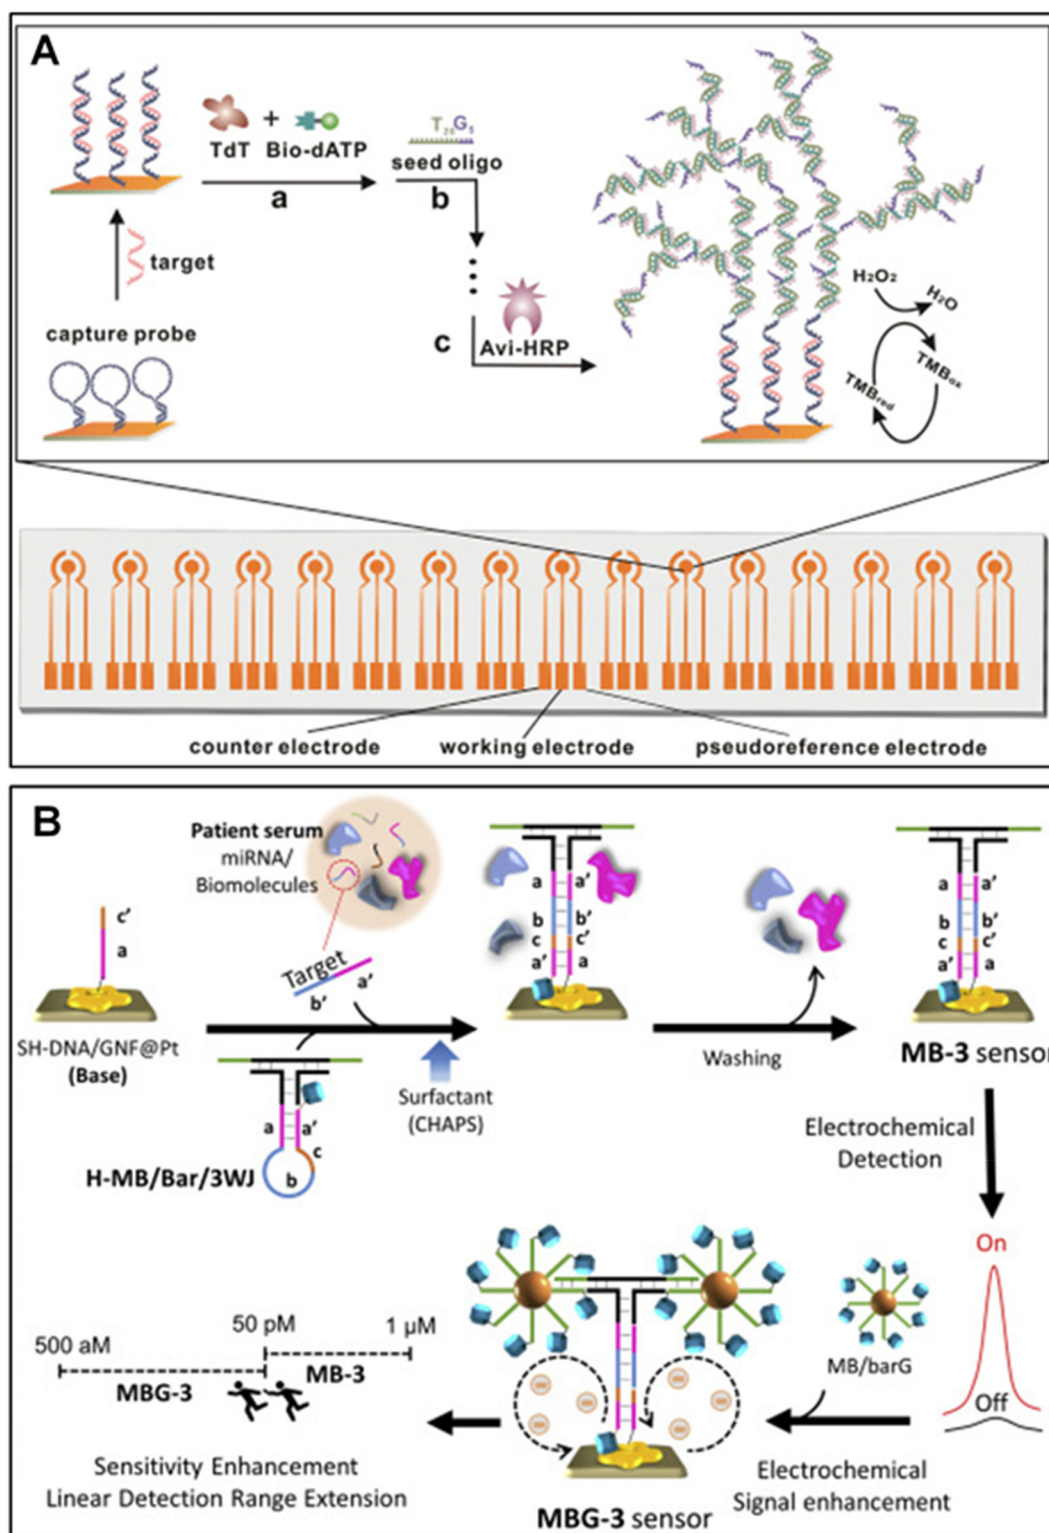 A
TdT + Bio-dATP
a
T₂₀G₅
seed oligo
b
target
capture probe
c
Avi-HRP
H₂O₂
H₂O
TMBred
TMBox
counter electrode
working electrode
pseudoreference electrode
B
Patient serum
miRNA/
Biomolecules
c'
a
SH-DNA/GNF@Pt
(Base)
Target
b'
a'
a
a'
c
b
H-MB/Bar/3WJ
Surfactant
(CHAPS)
a
a'
b
b'
c
c'
a'
a
Washing
a
a'
b
b'
c
c'
a'
a
MB-3 sensor
Electrochemical
Detection
On
Off
MB/barG
Electrochemical
Signal enhancement
MBG-3 sensor
500 aM
50 pM
1 µM
MBG-3
MB-3
Sensitivity Enhancement
Linear Detection Range Extension